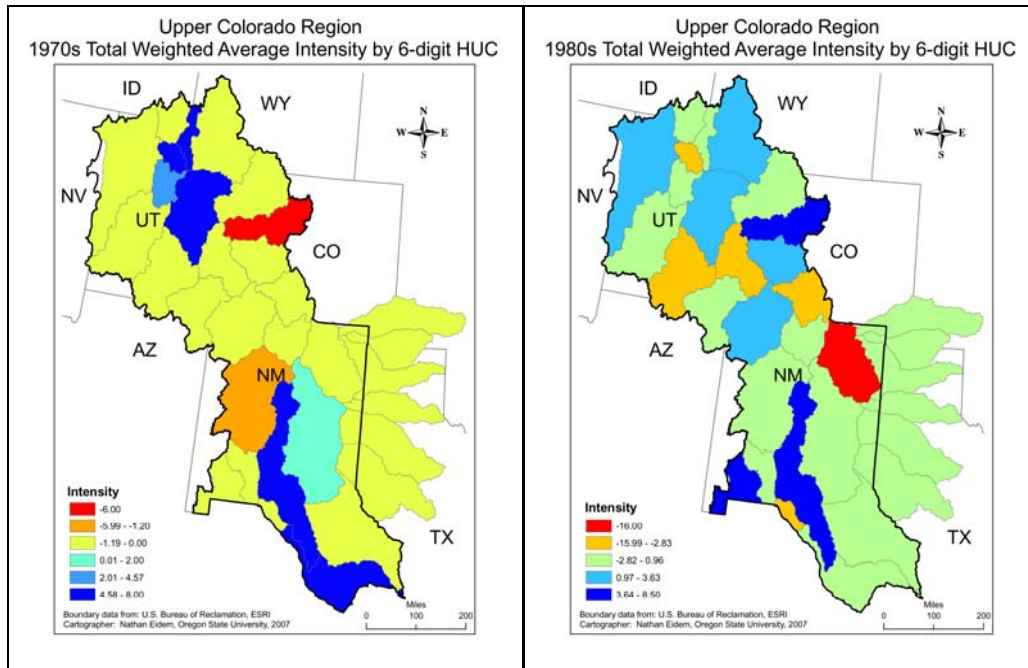 Upper Colorado Region
1970s Total Weighted Average Intensity by 6-digit HUC
ID
WY
N
W
E
S
NV
UT
CO
AZ
NM
TX
Intensity
-6.00
-5.99 - -1.20
-1.19 - 0.00
0.01 - 2.00
2.01 - 4.57
4.58 - 8.00
Miles
0 100 200
Boundary data from: U.S. Bureau of Reclamation, ESRI
Cartographer: Nathan Eidem, Oregon State University, 2007
Upper Colorado Region
1980s Total Weighted Average Intensity by 6-digit HUC
ID
WY
N
W
E
S
NV
UT
CO
AZ
NM
TX
Intensity
-16.00
-15.99 - -2.83
-2.82 - 0.96
0.97 - 3.63
3.64 - 8.50
Miles
0 100 200
Boundary data from: U.S. Bureau of Reclamation, ESRI
Cartographer: Nathan Eidem, Oregon State University, 2007